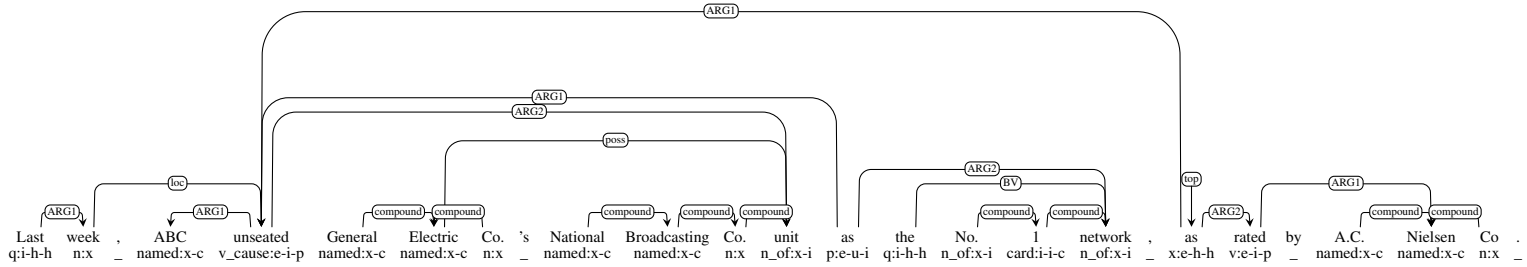 ARG1
ARG1
ARG2
poss
ARG2
loc BV top ARG1
ARG1 ARG1 compound compound compound compound compound compound compound ARG2 compound compound
Last week , ABC unseated General Electric Co. 's National Broadcasting Co. unit as the No. 1 network , as rated by A.C. Nielsen Co .
q:i-h-h n:x _ named:x-c v_cause:e-i-p named:x-c named:x-c n:x _ named:x-c named:x-c n:x n_of:x-i p:e-u-i q:i-h-h n_of:x-i card:i-i-c n_of:x-i _ x:e-h-h v:e-i-p _ named:x-c named:x-c n:x _